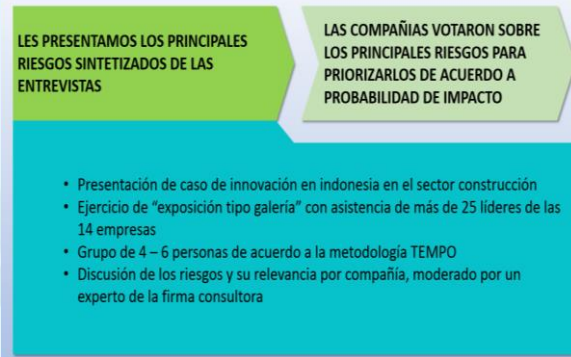 LES PRESENTAMOS LOS PRINCIPALES
RIESGOS SINTETIZADOS DE LAS
ENTREVISTAS
LAS COMPAÑIAS VOTARON SOBRE
LOS PRINCIPALES RIESGOS PARA
PRIORIZARLOS DE ACUERDO A
PROBABILIDAD DE IMPACTO
• Presentación de caso de innovación en indonesia en el sector construcción
• Ejercicio de “exposición tipo galería” con asistencia de más de 25 líderes de las
14 empresas
• Grupo de 4 – 6 personas de acuerdo a la metodología TEMPO
• Discusión de los riesgos y su relevancia por compañía, moderado por un
experto de la firma consultora